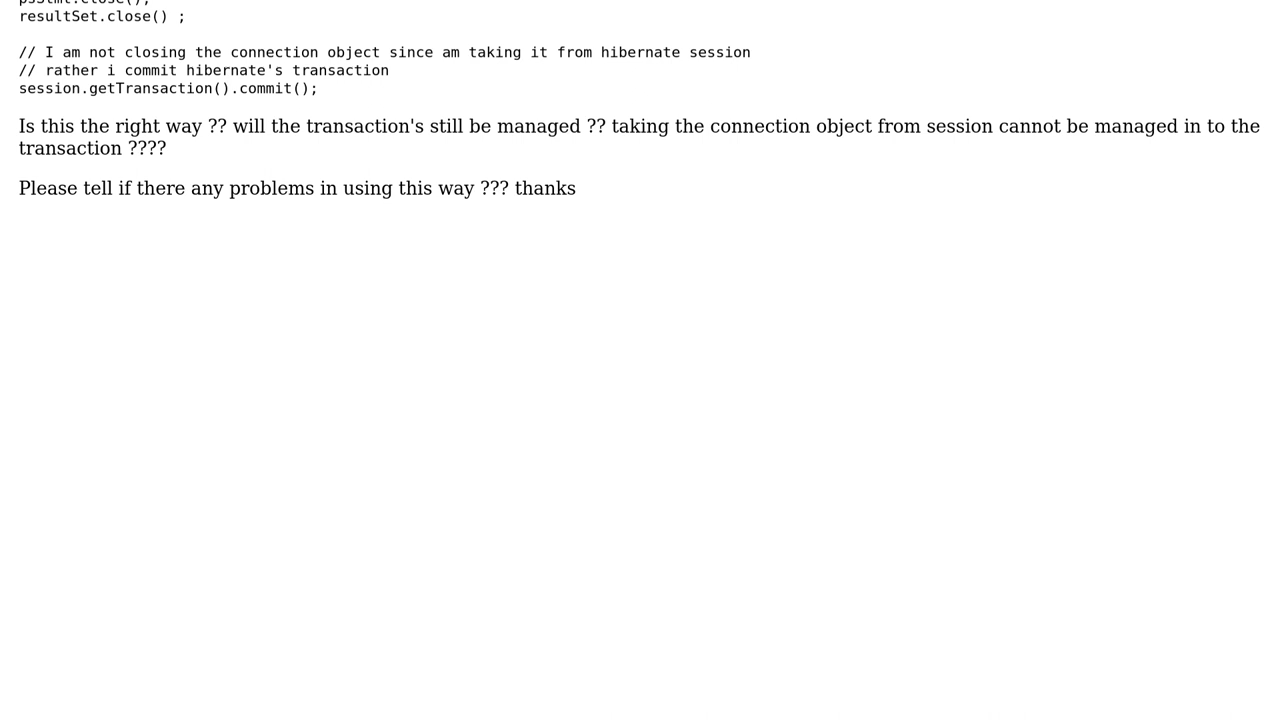 psStmt.close();
resultSet.close() ;
// I am not closing the connection object since am taking it from hibernate session
// rather i commit hibernate's transaction
session.getTransaction().commit();
Is this the right way ?? will the transaction's still be managed ?? taking the connection object from session cannot be managed in to the
transaction ????
Please tell if there any problems in using this way ??? thanks